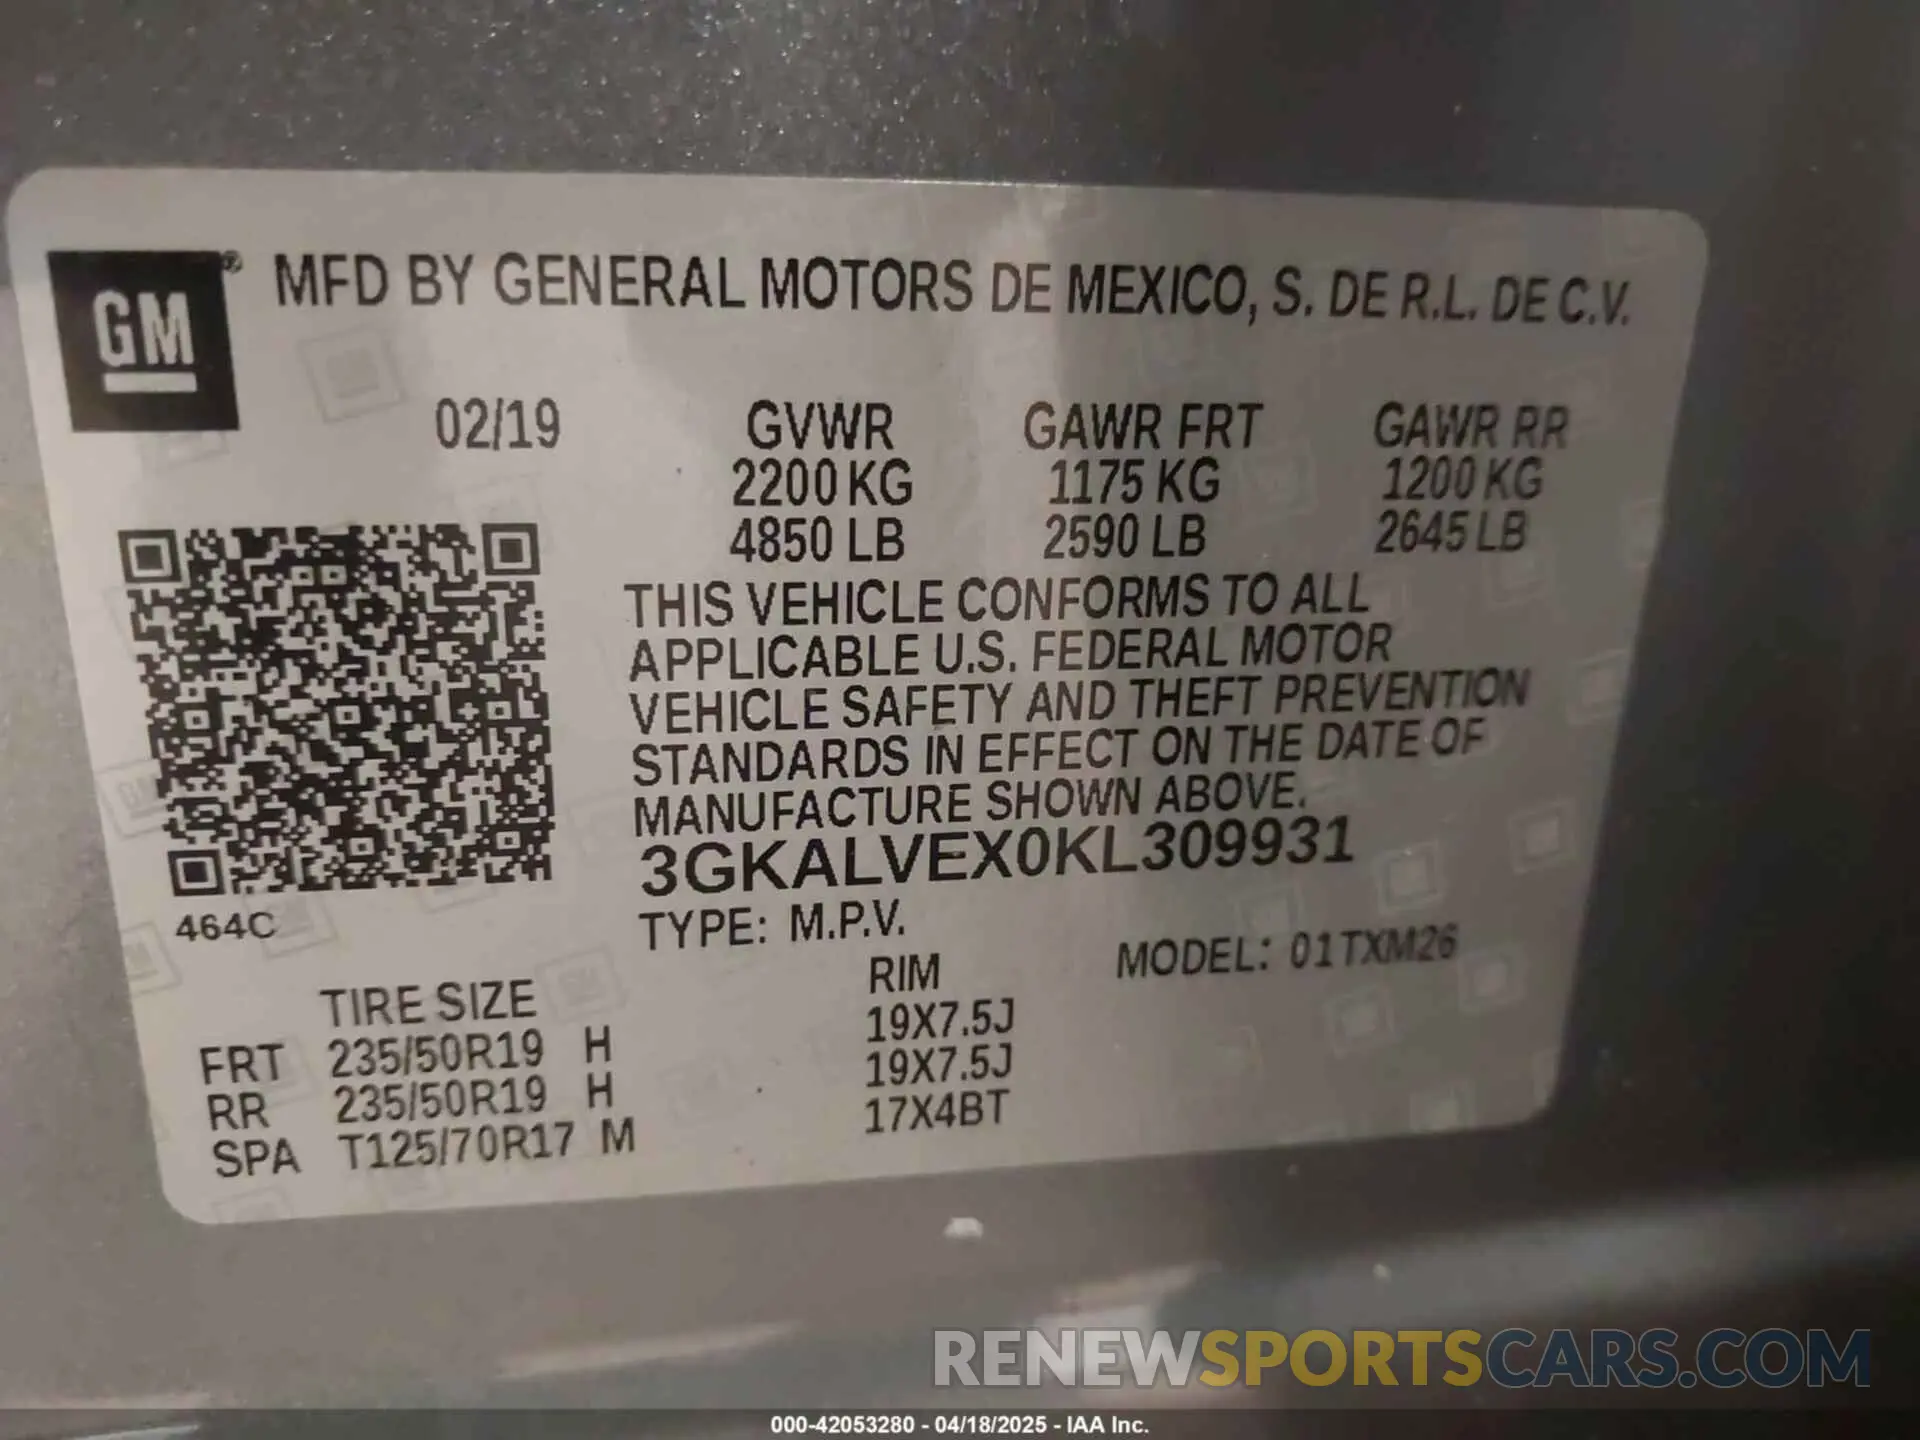 GM®
MFD BY GENERAL MOTORS DE MEXICO, S. DE R.L. DE C.V.
02/19 GVWR GAWR FRT GAWR RR
2200 KG 1175 KG 1200 KG
4850 LB 2590 LB 2645 LB
THIS VEHICLE CONFORMS TO ALL
APPLICABLE U.S. FEDERAL MOTOR
VEHICLE SAFETY AND THEFT PREVENTION
STANDARDS IN EFFECT ON THE DATE OF
MANUFACTURE SHOWN ABOVE.
3GKALVEX0KL309931
464C
TYPE: M.P.V.
MODEL: 01TXM26
TIRE SIZE RIM
FRT 235/50R19 H 19X7.5J
RR 235/50R19 H 19X7.5J
SPA T125/70R17 M 17X4BT
RENEWSPORTSCARS.COM
000-42053280 - 04/18/2025 - IAA Inc.